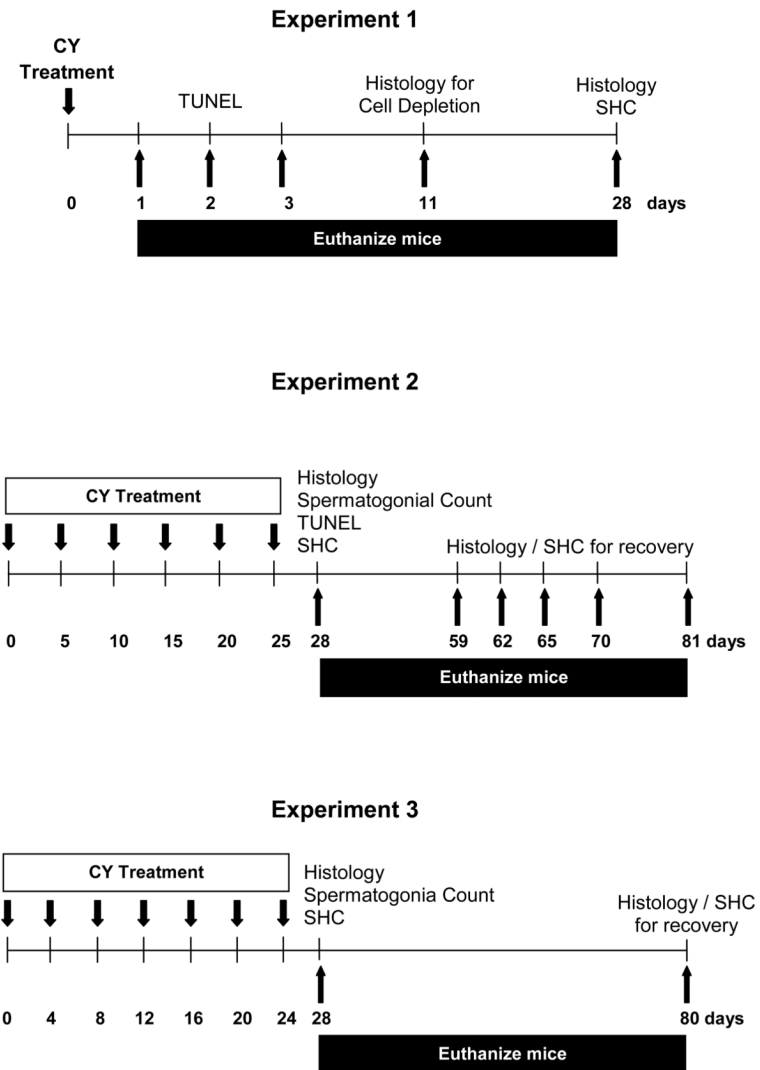 Experiment 1
CY
Treatment
TUNEL
Histology for
Cell Depletion
Histology
SHC
0 1 2 3 11 28 days
Euthanize mice
Experiment 2
CY Treatment
Histology
Spermatogonial Count
TUNEL
SHC
Histology / SHC for recovery
0 5 10 15 20 25 28 59 62 65 70 81 days
Euthanize mice
Experiment 3
CY Treatment
Histology
Spermatogonia Count
SHC
Histology / SHC
for recovery
0 4 8 12 16 20 24 28 80 days
Euthanize mice